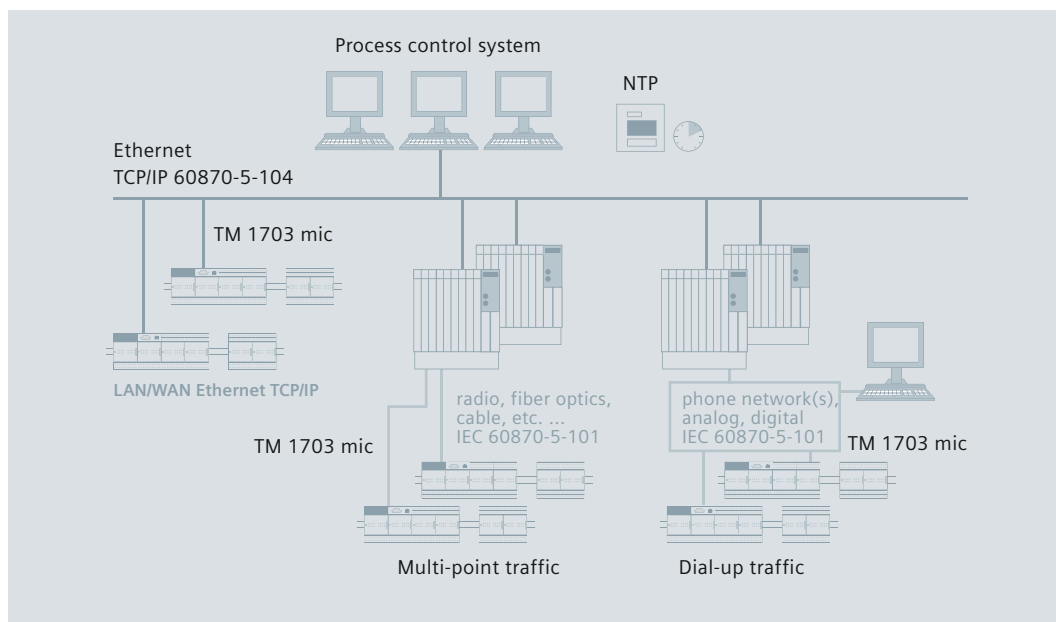 Process control system
NTP
Ethernet
TCP/IP 60870-5-104
TM 1703 mic
LAN/WAN Ethernet TCP/IP
radio, fiber optics,
cable, etc. ...
IEC 60870-5-101
TM 1703 mic
phone network(s),
analog, digital
IEC 60870-5-101
TM 1703 mic
Multi-point traffic
Dial-up traffic